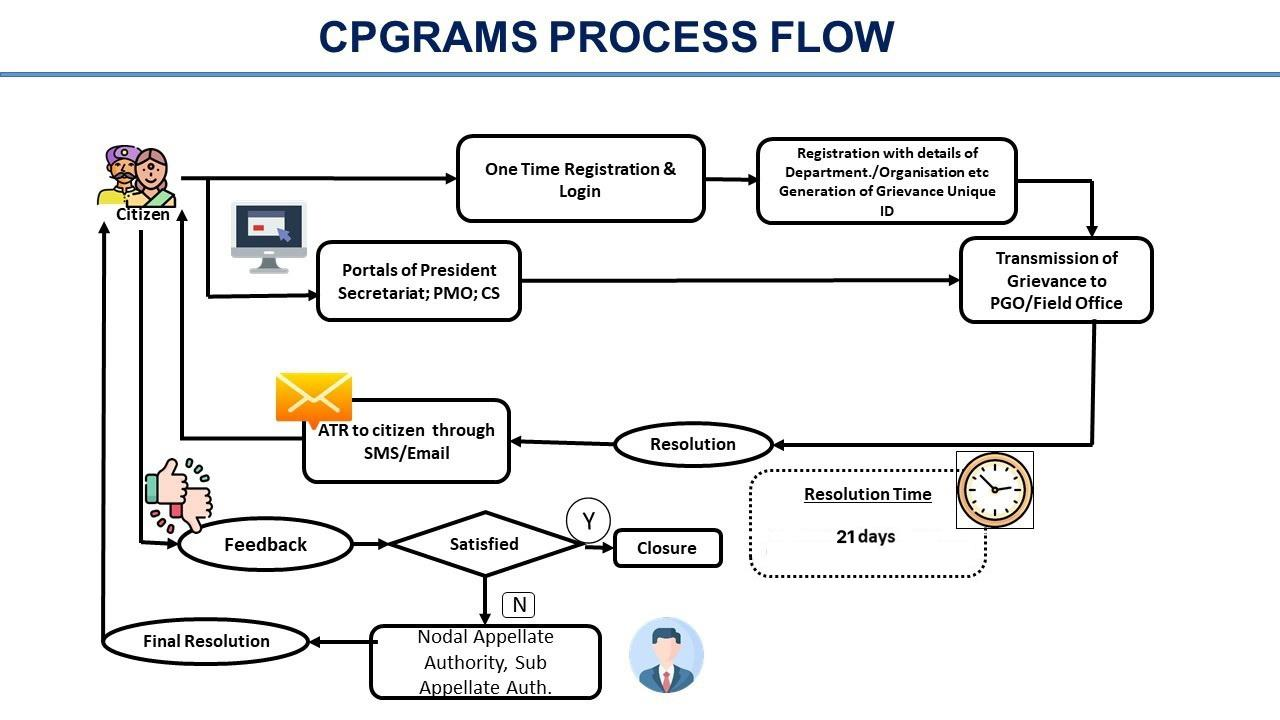 CPGRAMS PROCESS FLOW
Citizen
One Time Registration &
Login
Registration with details of
Department./Organisation etc
Generation of Grievance Unique
ID
Portals of President
Secretariat; PMO; CS
Transmission of
Grievance to
PGO/Field Office
ATR to citizen through
SMS/Email
Resolution
Resolution Time
21 days
Feedback
Satisfied
Y
Closure
N
Final Resolution
Nodal Appellate
Authority, Sub
Appellate Auth.